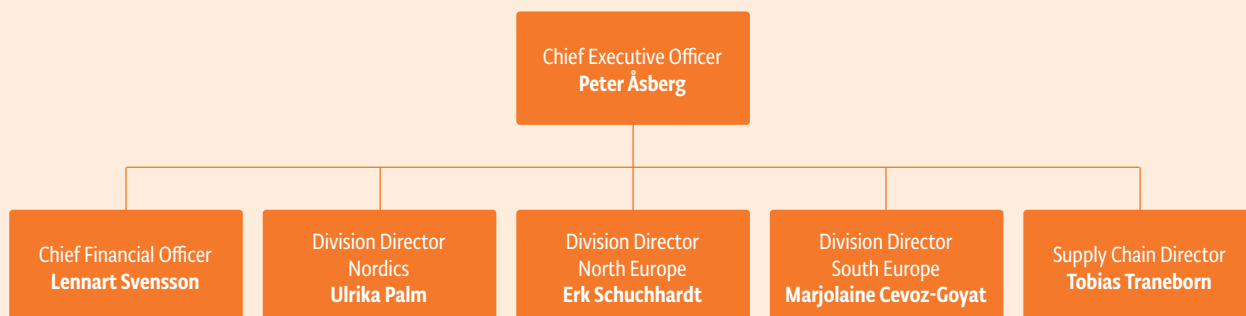 Chief Executive Officer
Peter Åsberg
Chief Financial Officer
Lennart Svensson
Division Director
Nordics
Ulrika Palm
Division Director
North Europe
Erk Schuchhardt
Division Director
South Europe
Marjolaine Cevoz-Goyat
Supply Chain Director
Tobias Traneborn